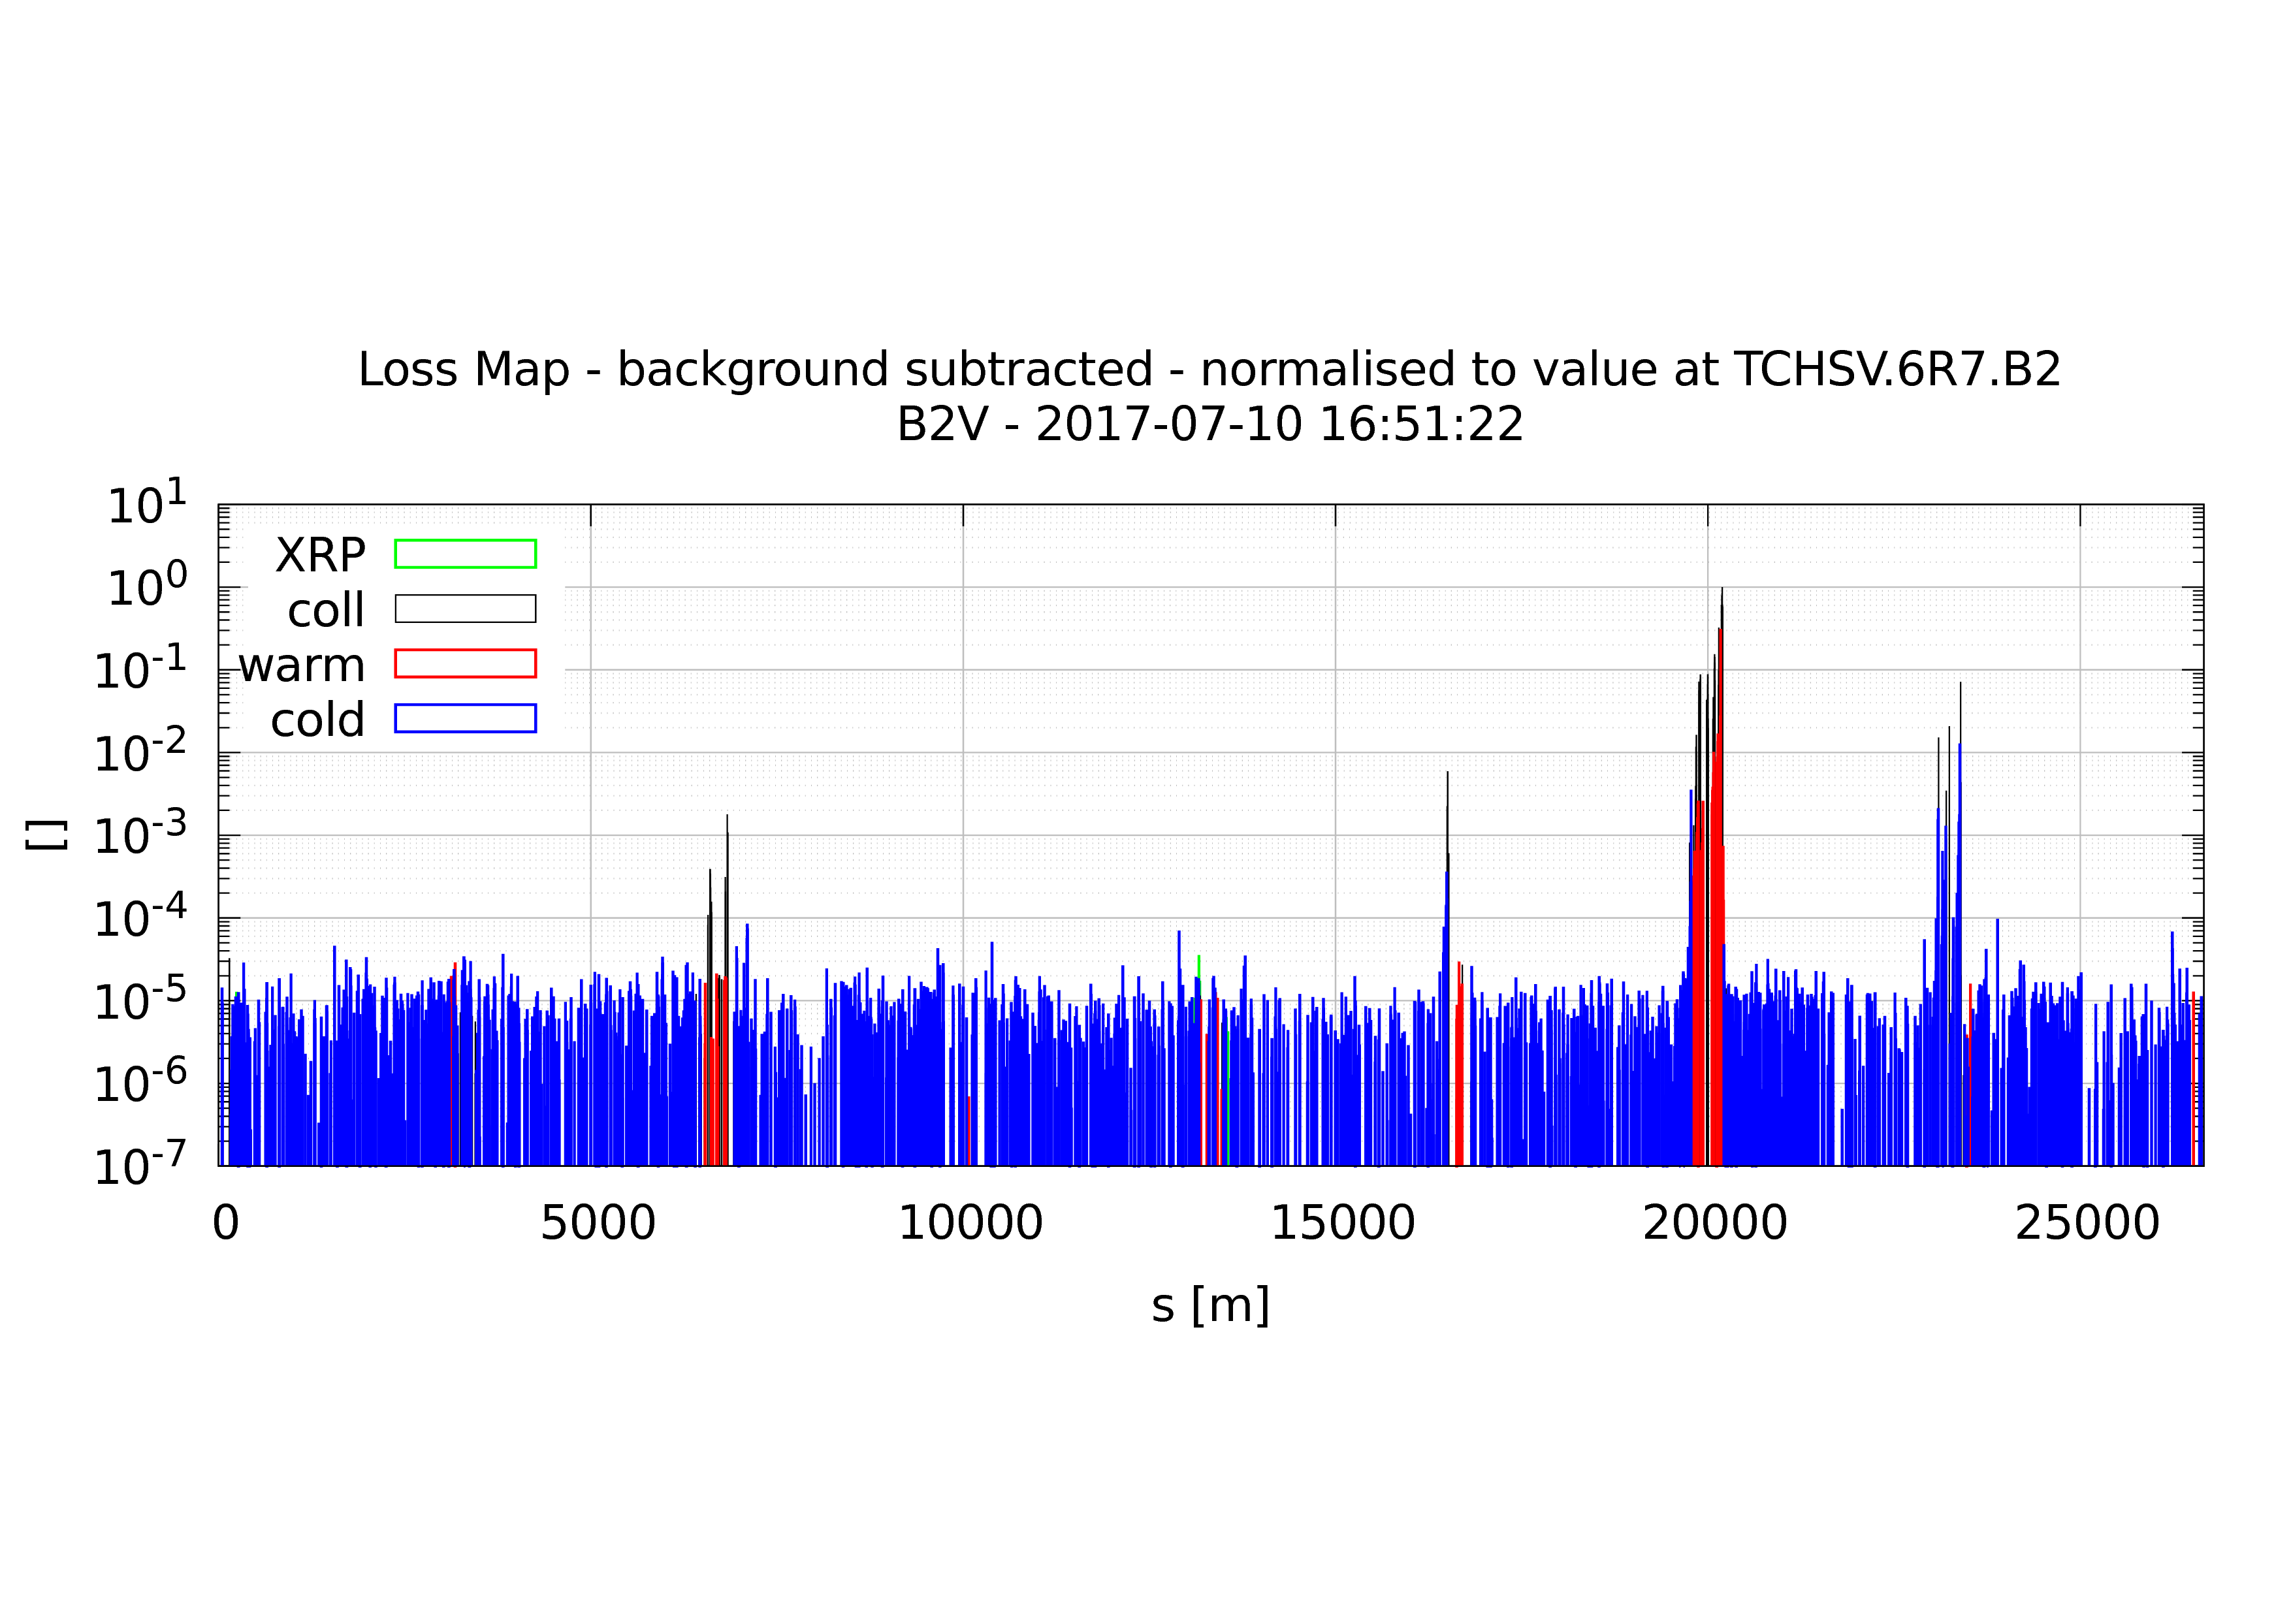 Loss Map - background subtracted - normalised to value at TCHSV.6R7.B2
B2V - 2017-07-10 16:51:22
10^1
10^0
10^-1
10^-2
10^-3
10^-4
10^-5
10^-6
10^-7
[]
XRP
coll
warm
cold
0 5000 10000 15000 20000 25000
s [m]